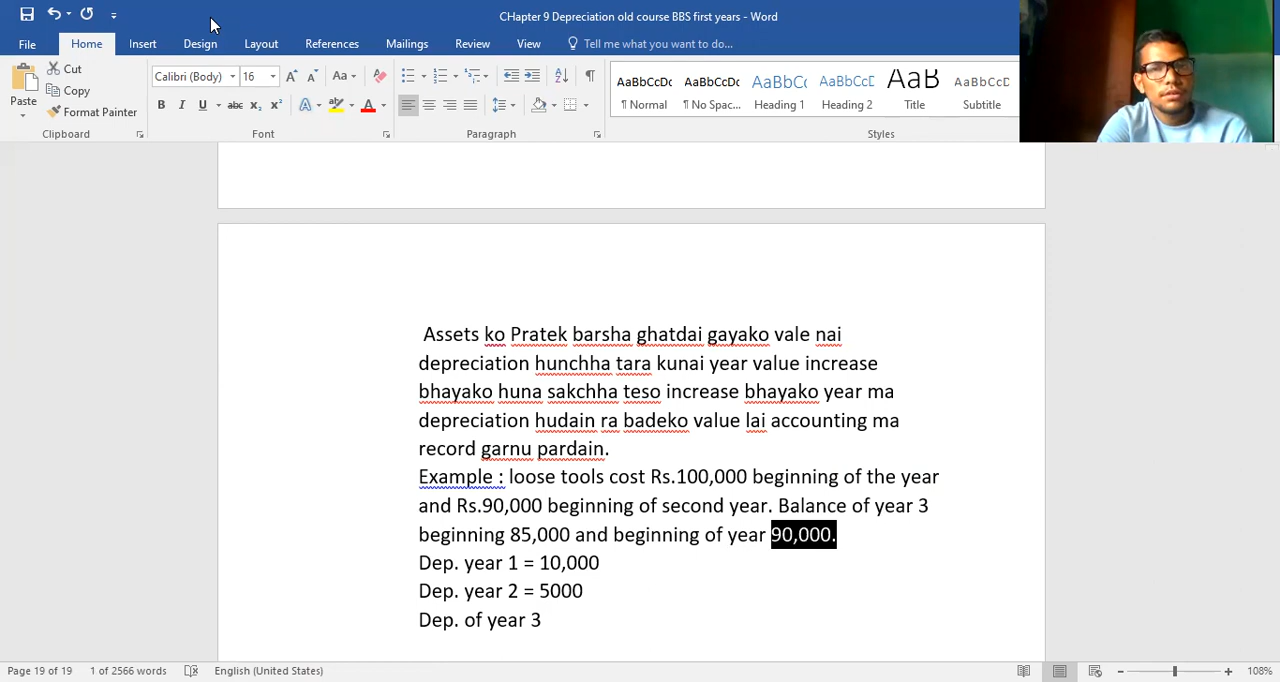 CHapter 9 Depreciation old course BBS first years - Word
File Home Insert Design Layout References Mailings Review View Tell me what you want to do...
Paste
Cut
Copy
Format Painter
Calibri (Body) 16
AaBbCcDc AaBbCcDc AaBbCc AaBbCcD AaB AaBbCcD
¶ Normal ¶ No Spac... Heading 1 Heading 2 Title Subtitle
Clipboard Font Paragraph Styles
Assets ko Pratek barsha ghatdai gayako vale nai
depreciation hunchha tara kunai year value increase
bhayako huna sakchha teso increase bhayako year ma
depreciation hudain ra badeko value lai accounting ma
record garnu pardain.
Example : loose tools cost Rs.100,000 beginning of the year
and Rs.90,000 beginning of second year. Balance of year 3
beginning 85,000 and beginning of year 90,000.
Dep. year 1 = 10,000
Dep. year 2 = 5000
Dep. of year 3
Page 19 of 19 1 of 2566 words English (United States) 108%